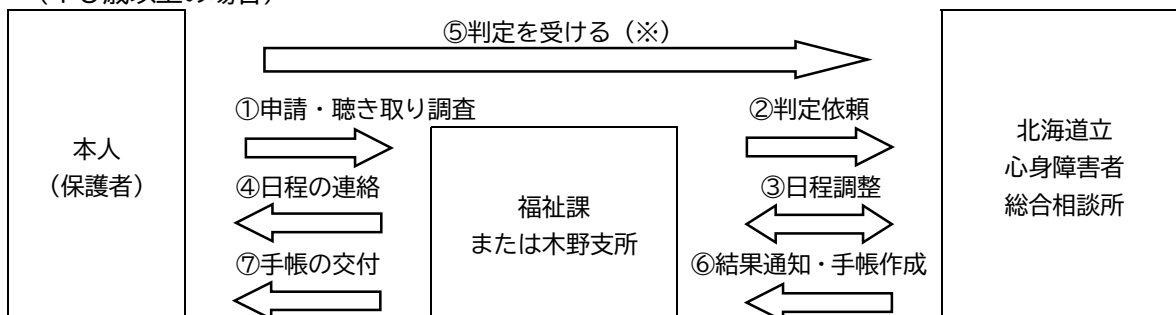 ⑤判定を受ける（※）
①申請・聴き取り調査
②判定依頼
本人
（保護者）
④日程の連絡
福祉課
または木野支所
③日程調整
北海道立
心身障害者
総合相談所
⑦手帳の交付
⑥結果通知・手帳作成